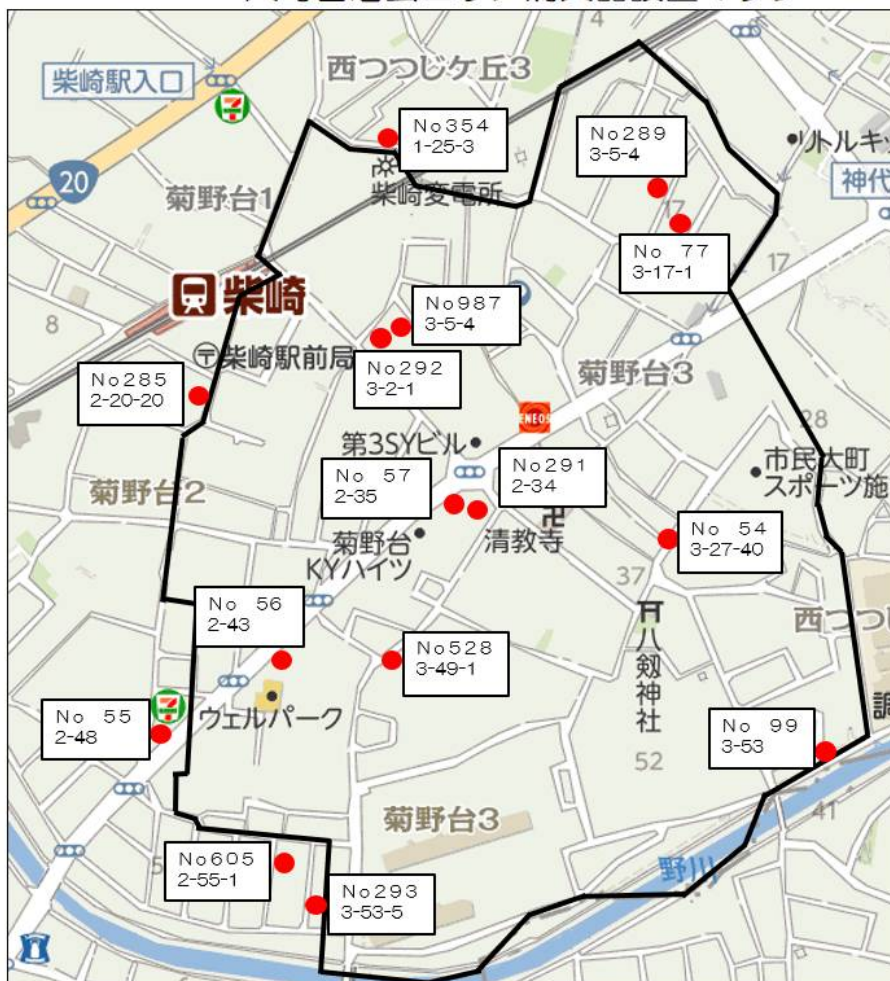 4
西つつじケ丘3
柴崎駅入口
No354
1-25-3
No289
3-5-4
リトルキッ
20
柴崎変電所
神代
菊野台1
17
No 77
3-17-1
17
柴崎
No987
3-5-4
8
〒柴崎駅前局
No292
3-2-1
菊野台3
No285
2-20-20
ENEOS
28
第3SYビル
No 57
2-35
No291
2-34
市民大町
スポーツ施
菊野台2
清教寺
No 54
3-27-40
菊野台
KYハイツ
37
No 56
2-43
西つつ
No528
3-49-1
八剱神社
ウェルパーク
No 55
2-48
調
No 99
3-53
52
菊野台3
41
5
No605
2-55-1
野川
No293
3-53-5